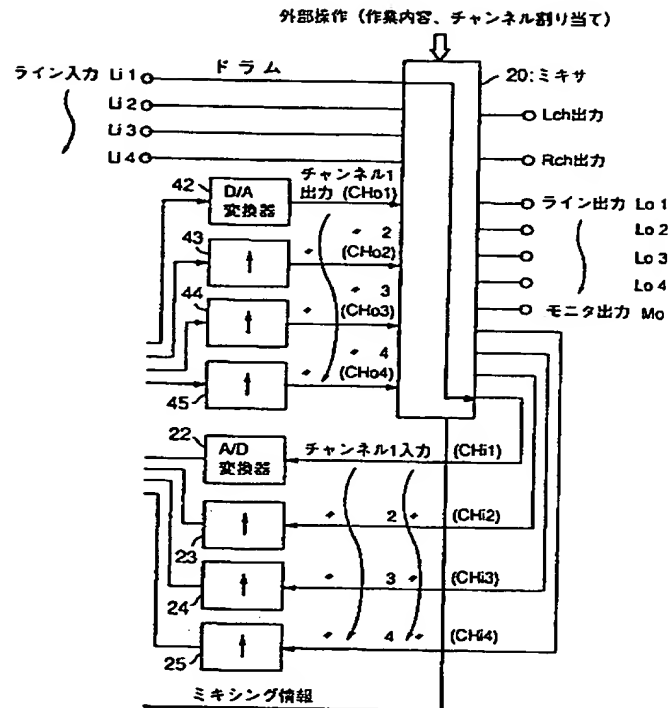 外部操作（作業内容、チャンネル割り当て）
ライン入力 Li 1 ドラム
Li 2
Li 3
Li 4
20:ミキサ
Lch出力
Rch出力
ライン出力 Lo 1
Lo 2
Lo 3
Lo 4
モニタ出力 Mo
42 D/A変換器
チャンネル1出力 (CHo1)
43 ↑ 〃 2 (CHo2)
44 ↑ 〃 3 (CHo3)
45 ↑ 〃 4 (CHo4)
22 A/D変換器
チャンネル1入力 (CHi1)
23 ↑ 〃 2 〃 (CHi2)
24 ↑ 〃 3 〃 (CHi3)
25 ↑ 〃 4 〃 (CHi4)
ミキシング情報